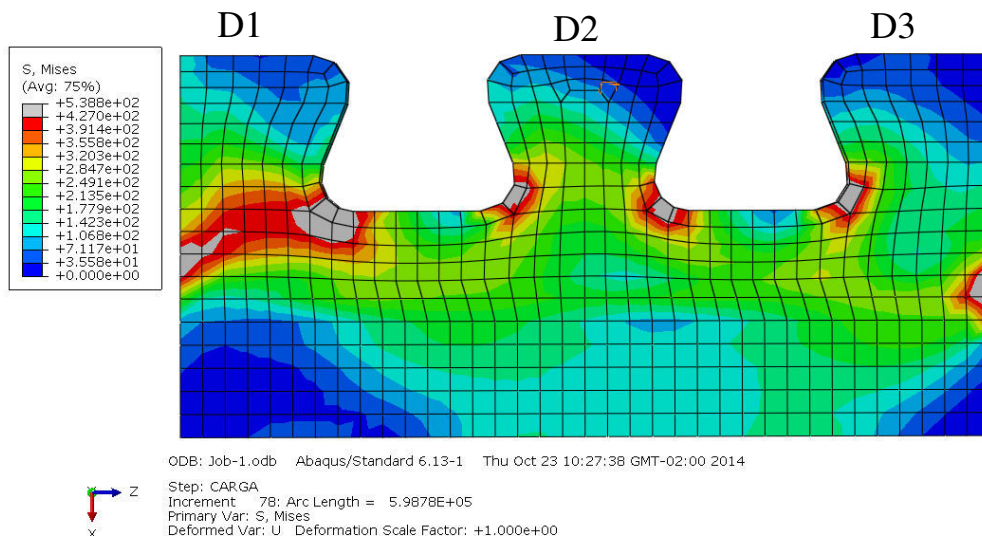 D1 D2 D3
S, Mises
(Avg: 75%)
+5.388e+02
+4.270e+02
+3.914e+02
+3.558e+02
+3.203e+02
+2.847e+02
+2.491e+02
+2.135e+02
+1.779e+02
+1.423e+02
+1.068e+02
+7.117e+01
+3.558e+01
+0.000e+00
ODB: Job-1.odb Abaqus/Standard 6.13-1 Thu Oct 23 10:27:38 GMT-02:00 2014
Z
X
Step: CARGA
Increment 78: Arc Length = 5.9878E+05
Primary Var: S, Mises
Deformed Var: U Deformation Scale Factor: +1.000e+00